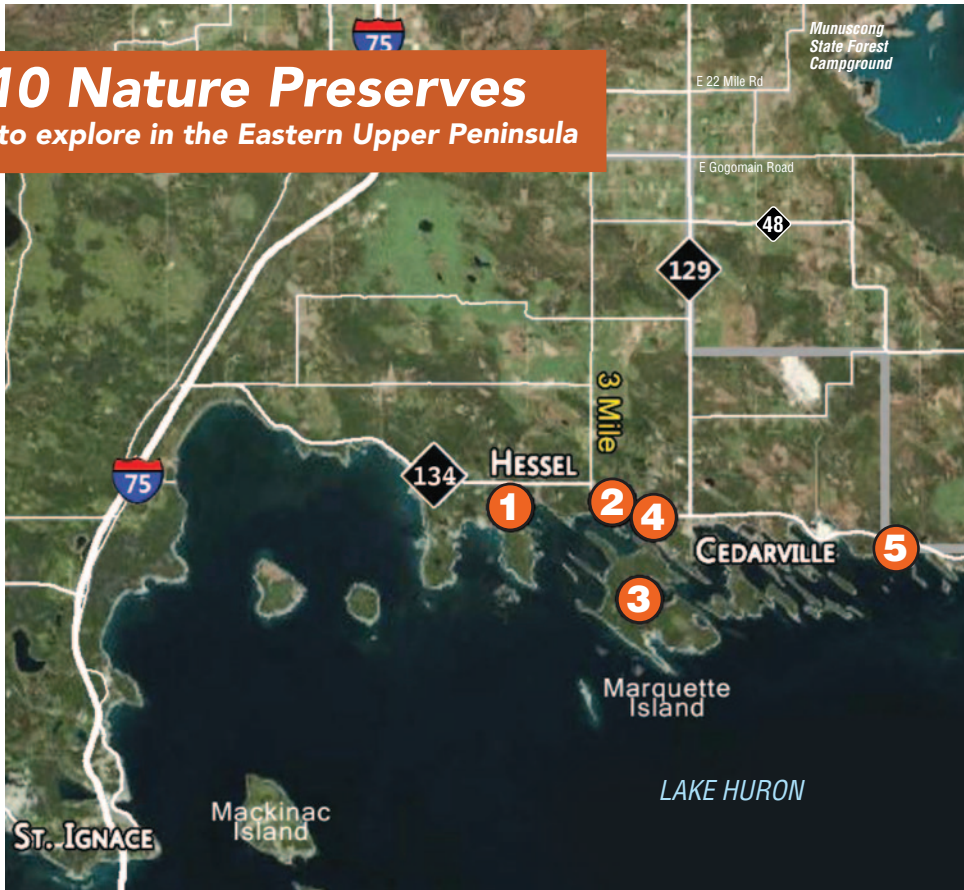 75
Munuscong
State Forest
Campground
10 Nature Preserves
to explore in the Eastern Upper Peninsula
E 22 Mile Rd
E Gogomain Road
48
129
3 Mile
HESSEL
134
75
1
2
4
CEDARVILLE
5
3
Marquette
Island
LAKE HURON
Mackinac
Island
ST. IGNACE